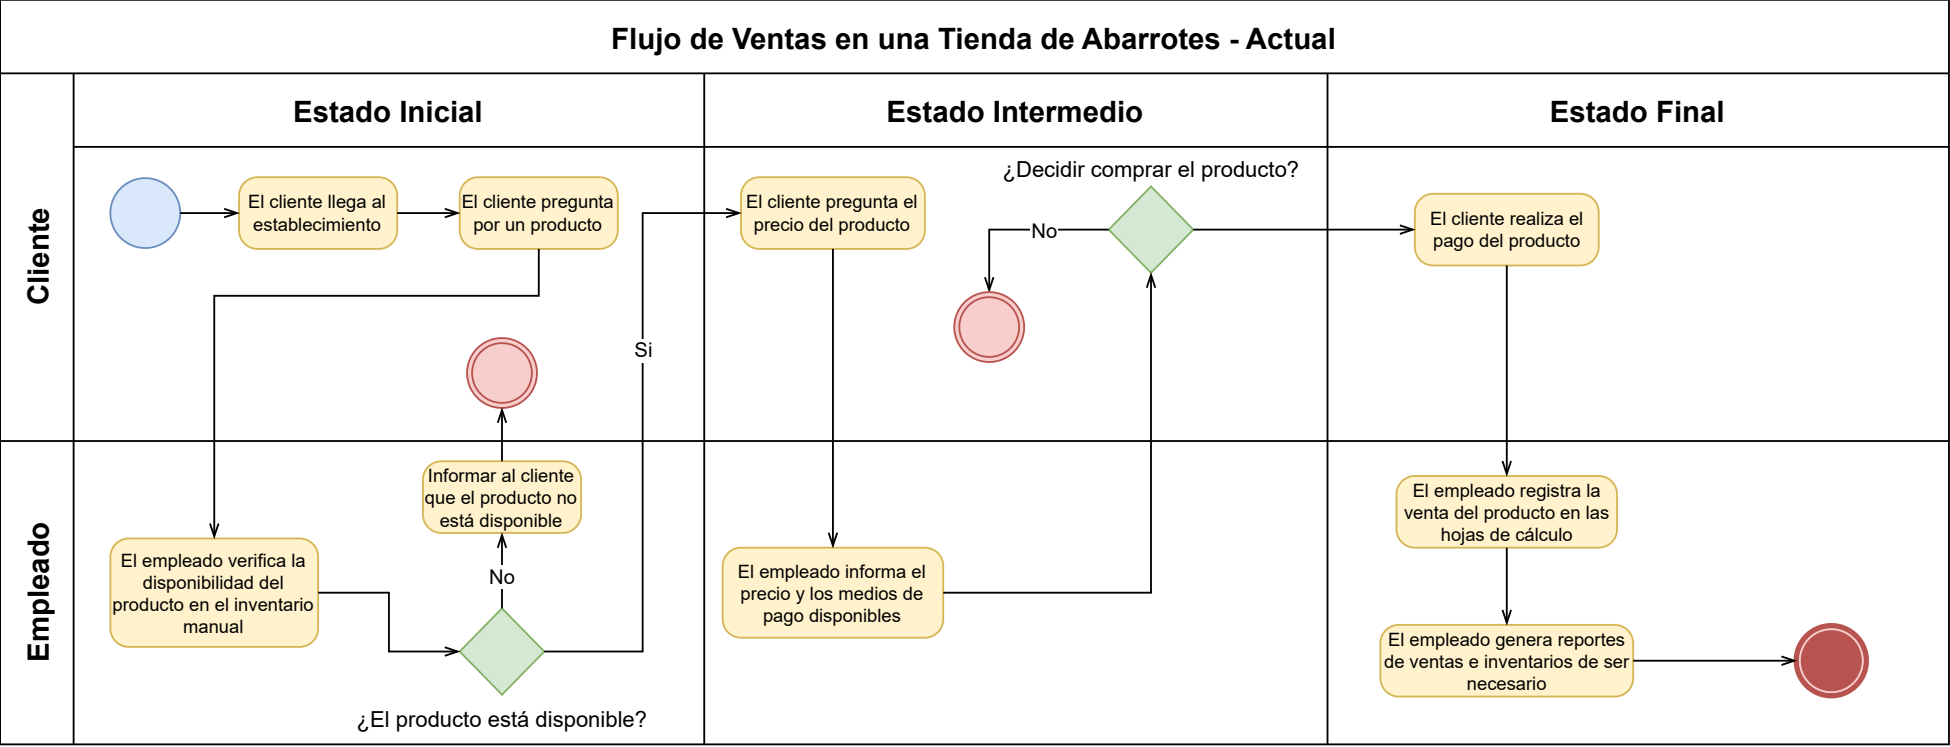 Flujo de Ventas en una Tienda de Abarrotes - Actual
Estado Inicial
Estado Intermedio
Estado Final
Cliente
El cliente llega al
establecimiento
El cliente pregunta
por un producto
Si
El cliente pregunta el
precio del producto
¿Decidir comprar el producto?
No
El cliente realiza el
pago del producto
Empleado
El empleado verifica la
disponibilidad del
producto en el inventario
manual
Informar al cliente
que el producto no
está disponible
No
¿El producto está disponible?
El empleado informa el
precio y los medios de
pago disponibles
El empleado registra la
venta del producto en las
hojas de cálculo
El empleado genera reportes
de ventas e inventarios de ser
necesario